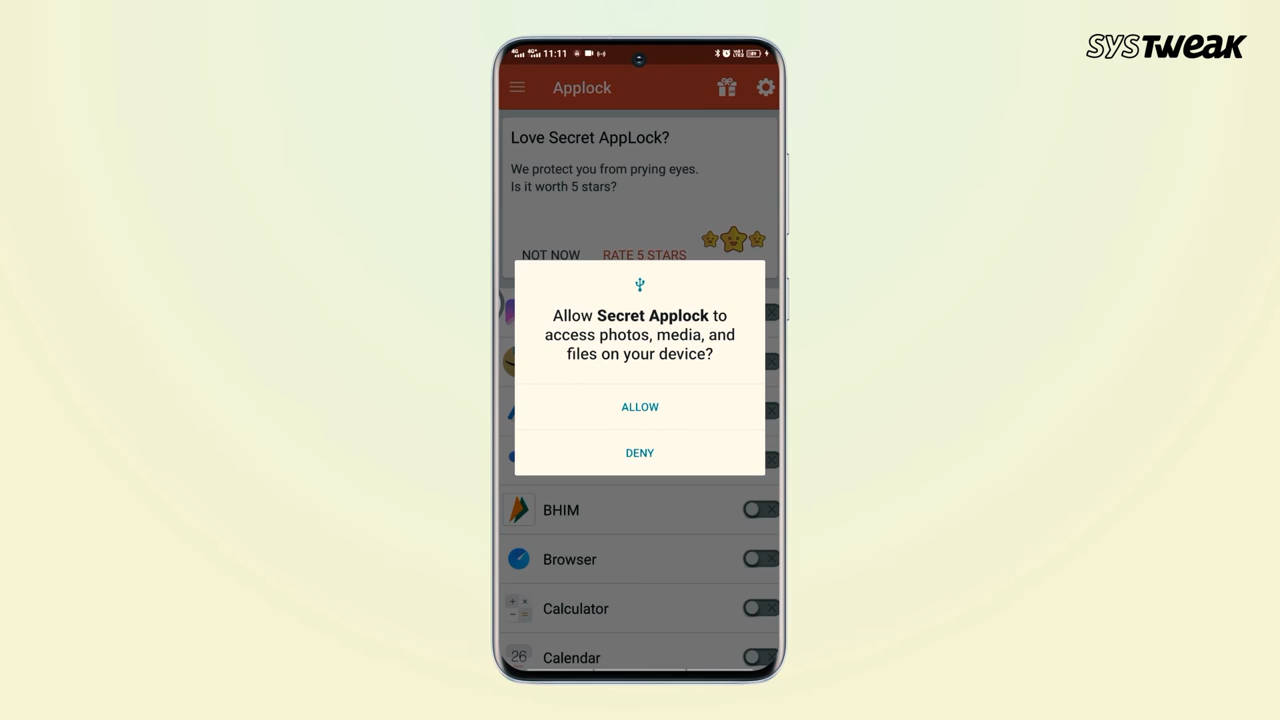 SYSTWEAK
11:11
Applock
Love Secret AppLock?
We protect you from prying eyes.
Is it worth 5 stars?
NOT NOW
RATE 5 STARS
Allow Secret Applock to
access photos, media, and
files on your device?
ALLOW
DENY
BHIM
Browser
Calculator
26
Calendar